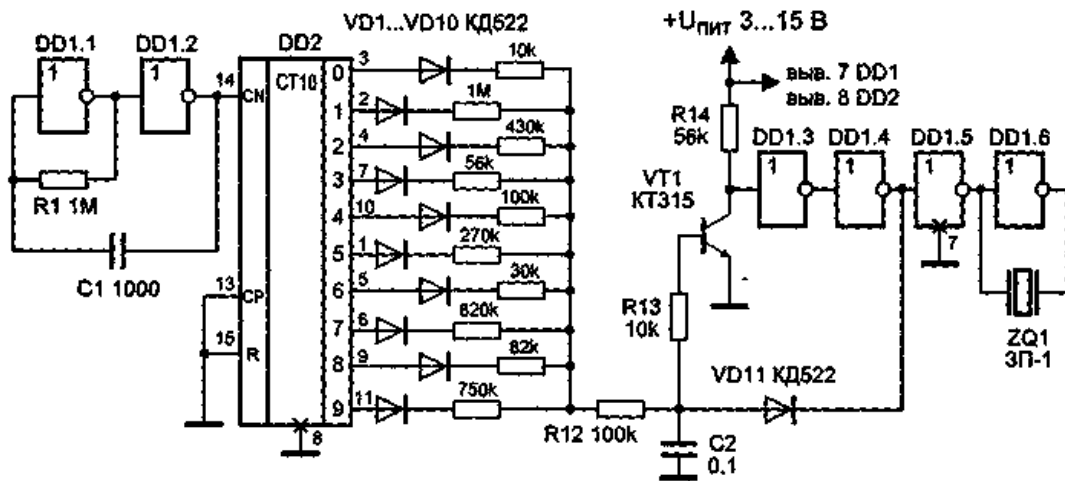 VD1...VD10 КД522
+Uпит 3...15 В
DD1.1
DD1.2
DD2
выв. 7 DD1
выв. 8 DD2
1
1
14
CN
CT10
0
3
10k
1
2
1M
2
4
430k
3
7
56k
4
10
100k
5
1
270k
6
5
30k
7
6
820k
8
9
82k
9
11
750k
R1 1M
C1 1000
13
CP
15
R
8
R12 100k
R14
56k
VT1
КТ315
R13
10k
DD1.3
DD1.4
DD1.5
DD1.6
1
1
1
1
7
VD11 КД522
C2
0,1
ZQ1
ЗП-1